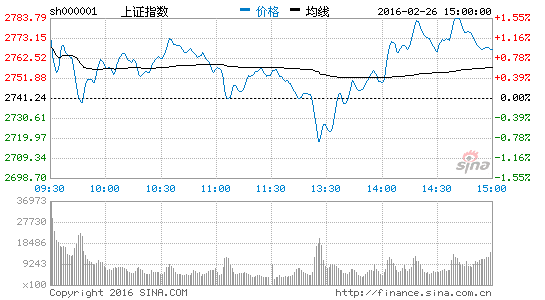 sh000001 上证指数 价格 均线 2016-02-26 15:00:00
2783.79 1.55%
2773.15 1.16%
2762.52 0.78%
2751.88 0.39%
2741.24 0.00%
2730.61 0.39%
2719.97 0.78%
2709.34 1.16%
2698.70 1.55%
sina
09:30 10:00 10:30 11:00 11:30 13:30 14:00 14:30 15:00
36973
27730
18486
9243
x100
Copyright 2016 SINA.COM http://finance.sina.com.cn